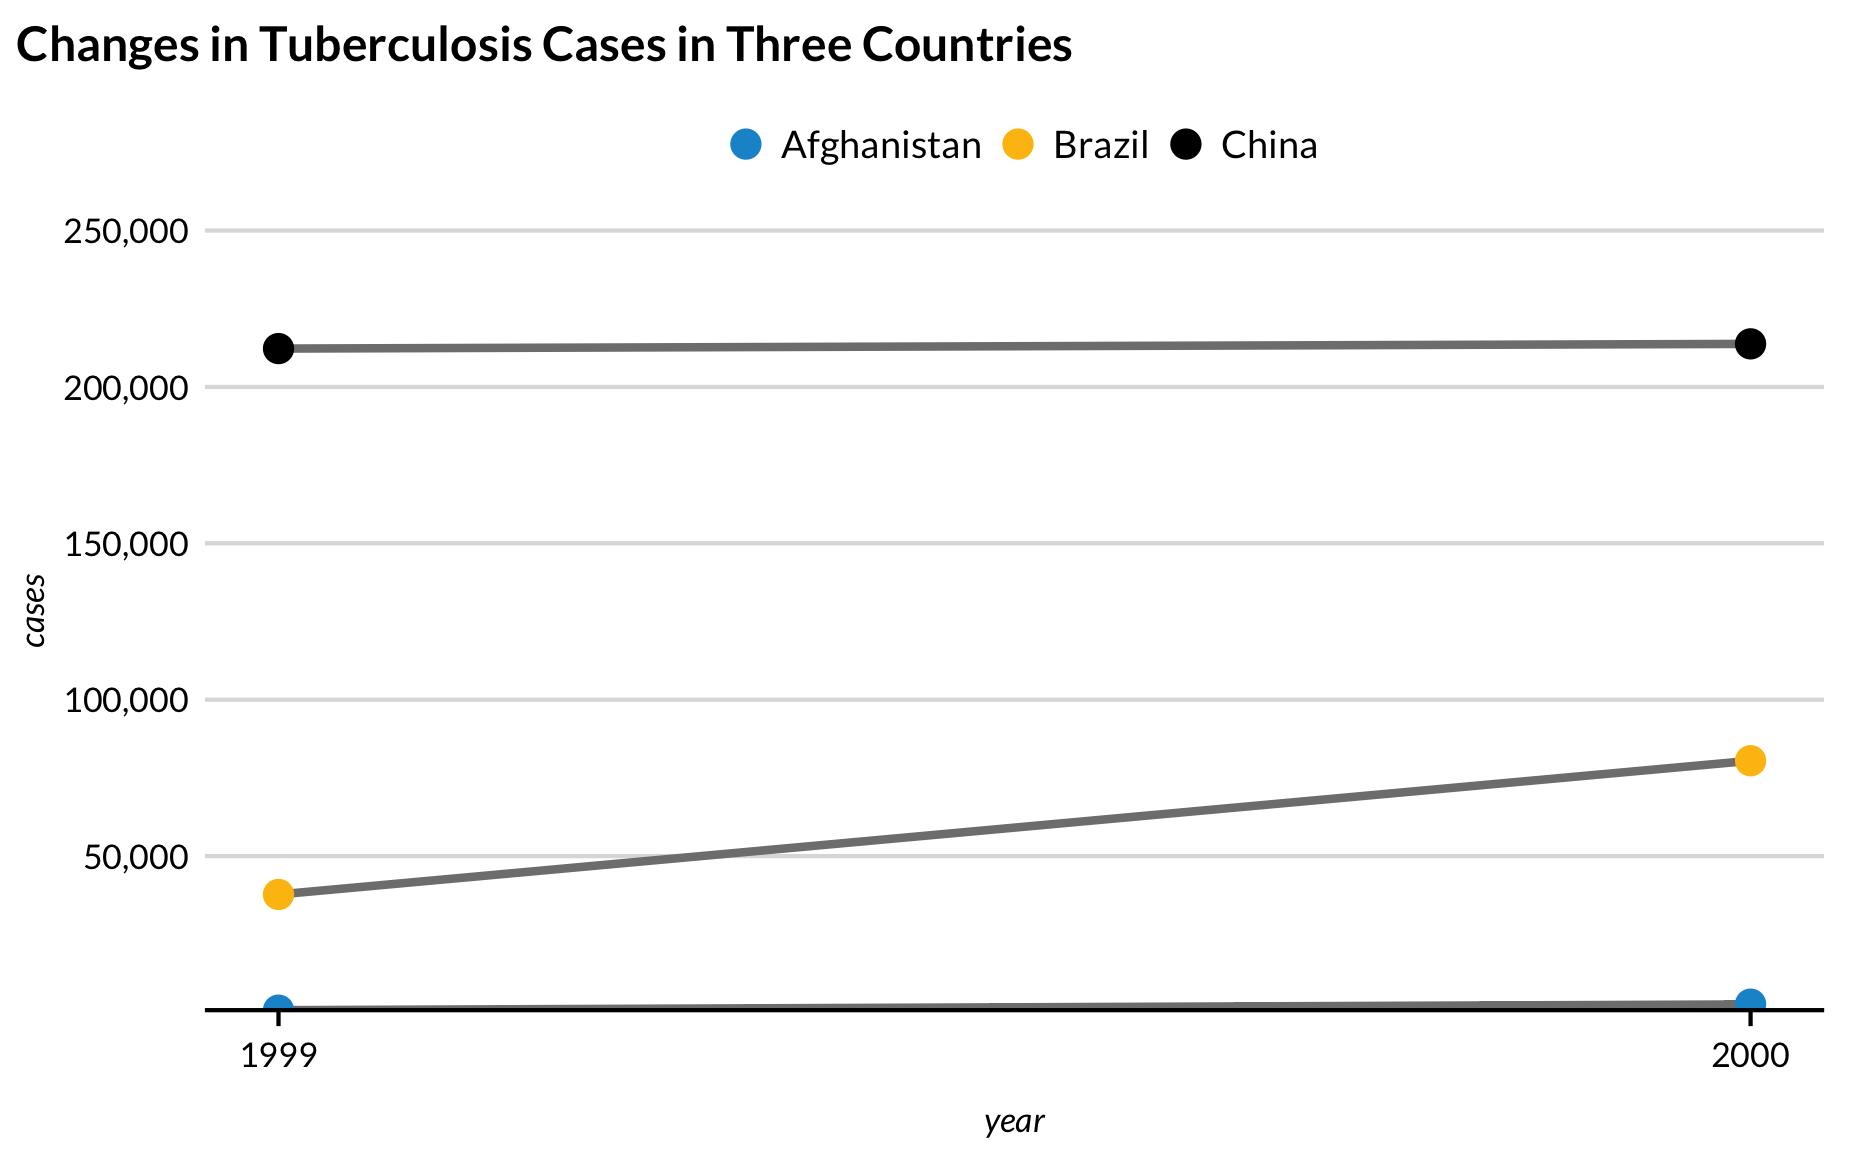 Changes in Tuberculosis Cases in Three Countries
Afghanistan Brazil China
250,000
200,000
150,000
cases
100,000
50,000
1999 2000
year